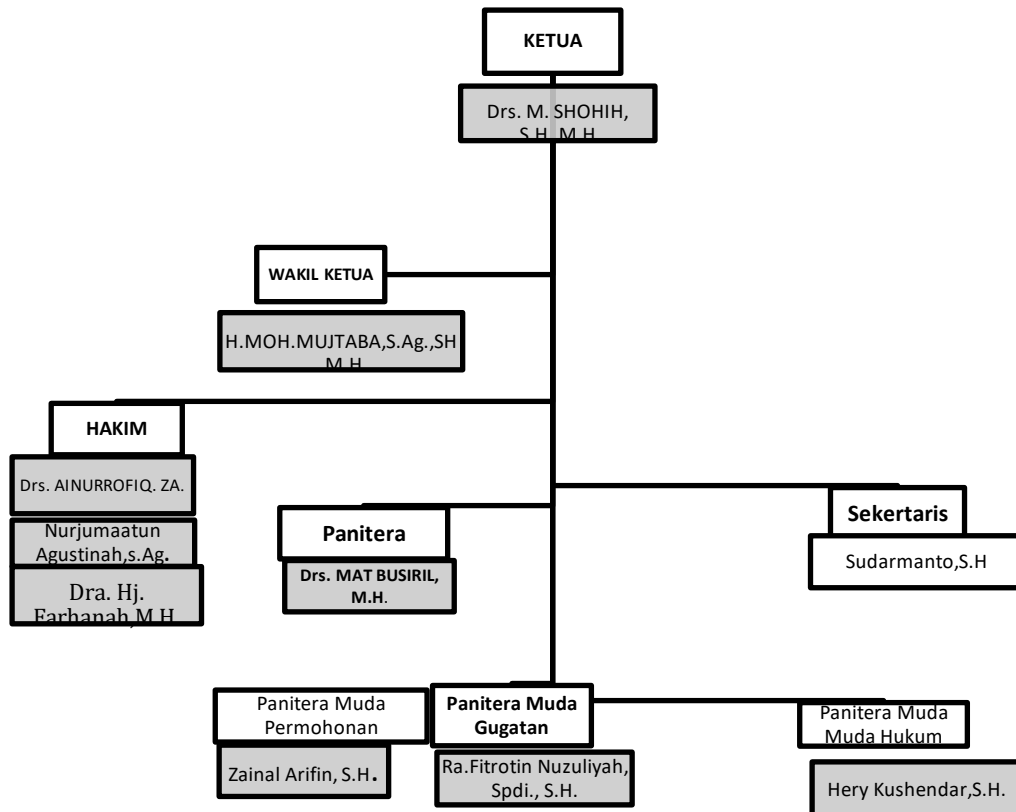 KETUA
Drs. M. SHOHIH,
S.H, M.H
WAKIL KETUA
H.MOH.MUJTABA,S.Ag.,SH
M.H
HAKIM
Drs. AINURROFIQ. ZA.
Nurjumaatun
Agustinah,s.Ag.
Dra. Hj.
Farhanah,M.H
Panitera
Drs. MAT BUSIRIL,
M.H.
Sekertaris
Sudarmanto,S.H
Panitera Muda
Permohonan
Zainal Arifin, S.H.
Panitera Muda
Gugatan
Ra.Fitrotin Nuzuliyah,
Spdi., S.H.
Panitera Muda
Muda Hukum
Hery Kushendar,S.H.